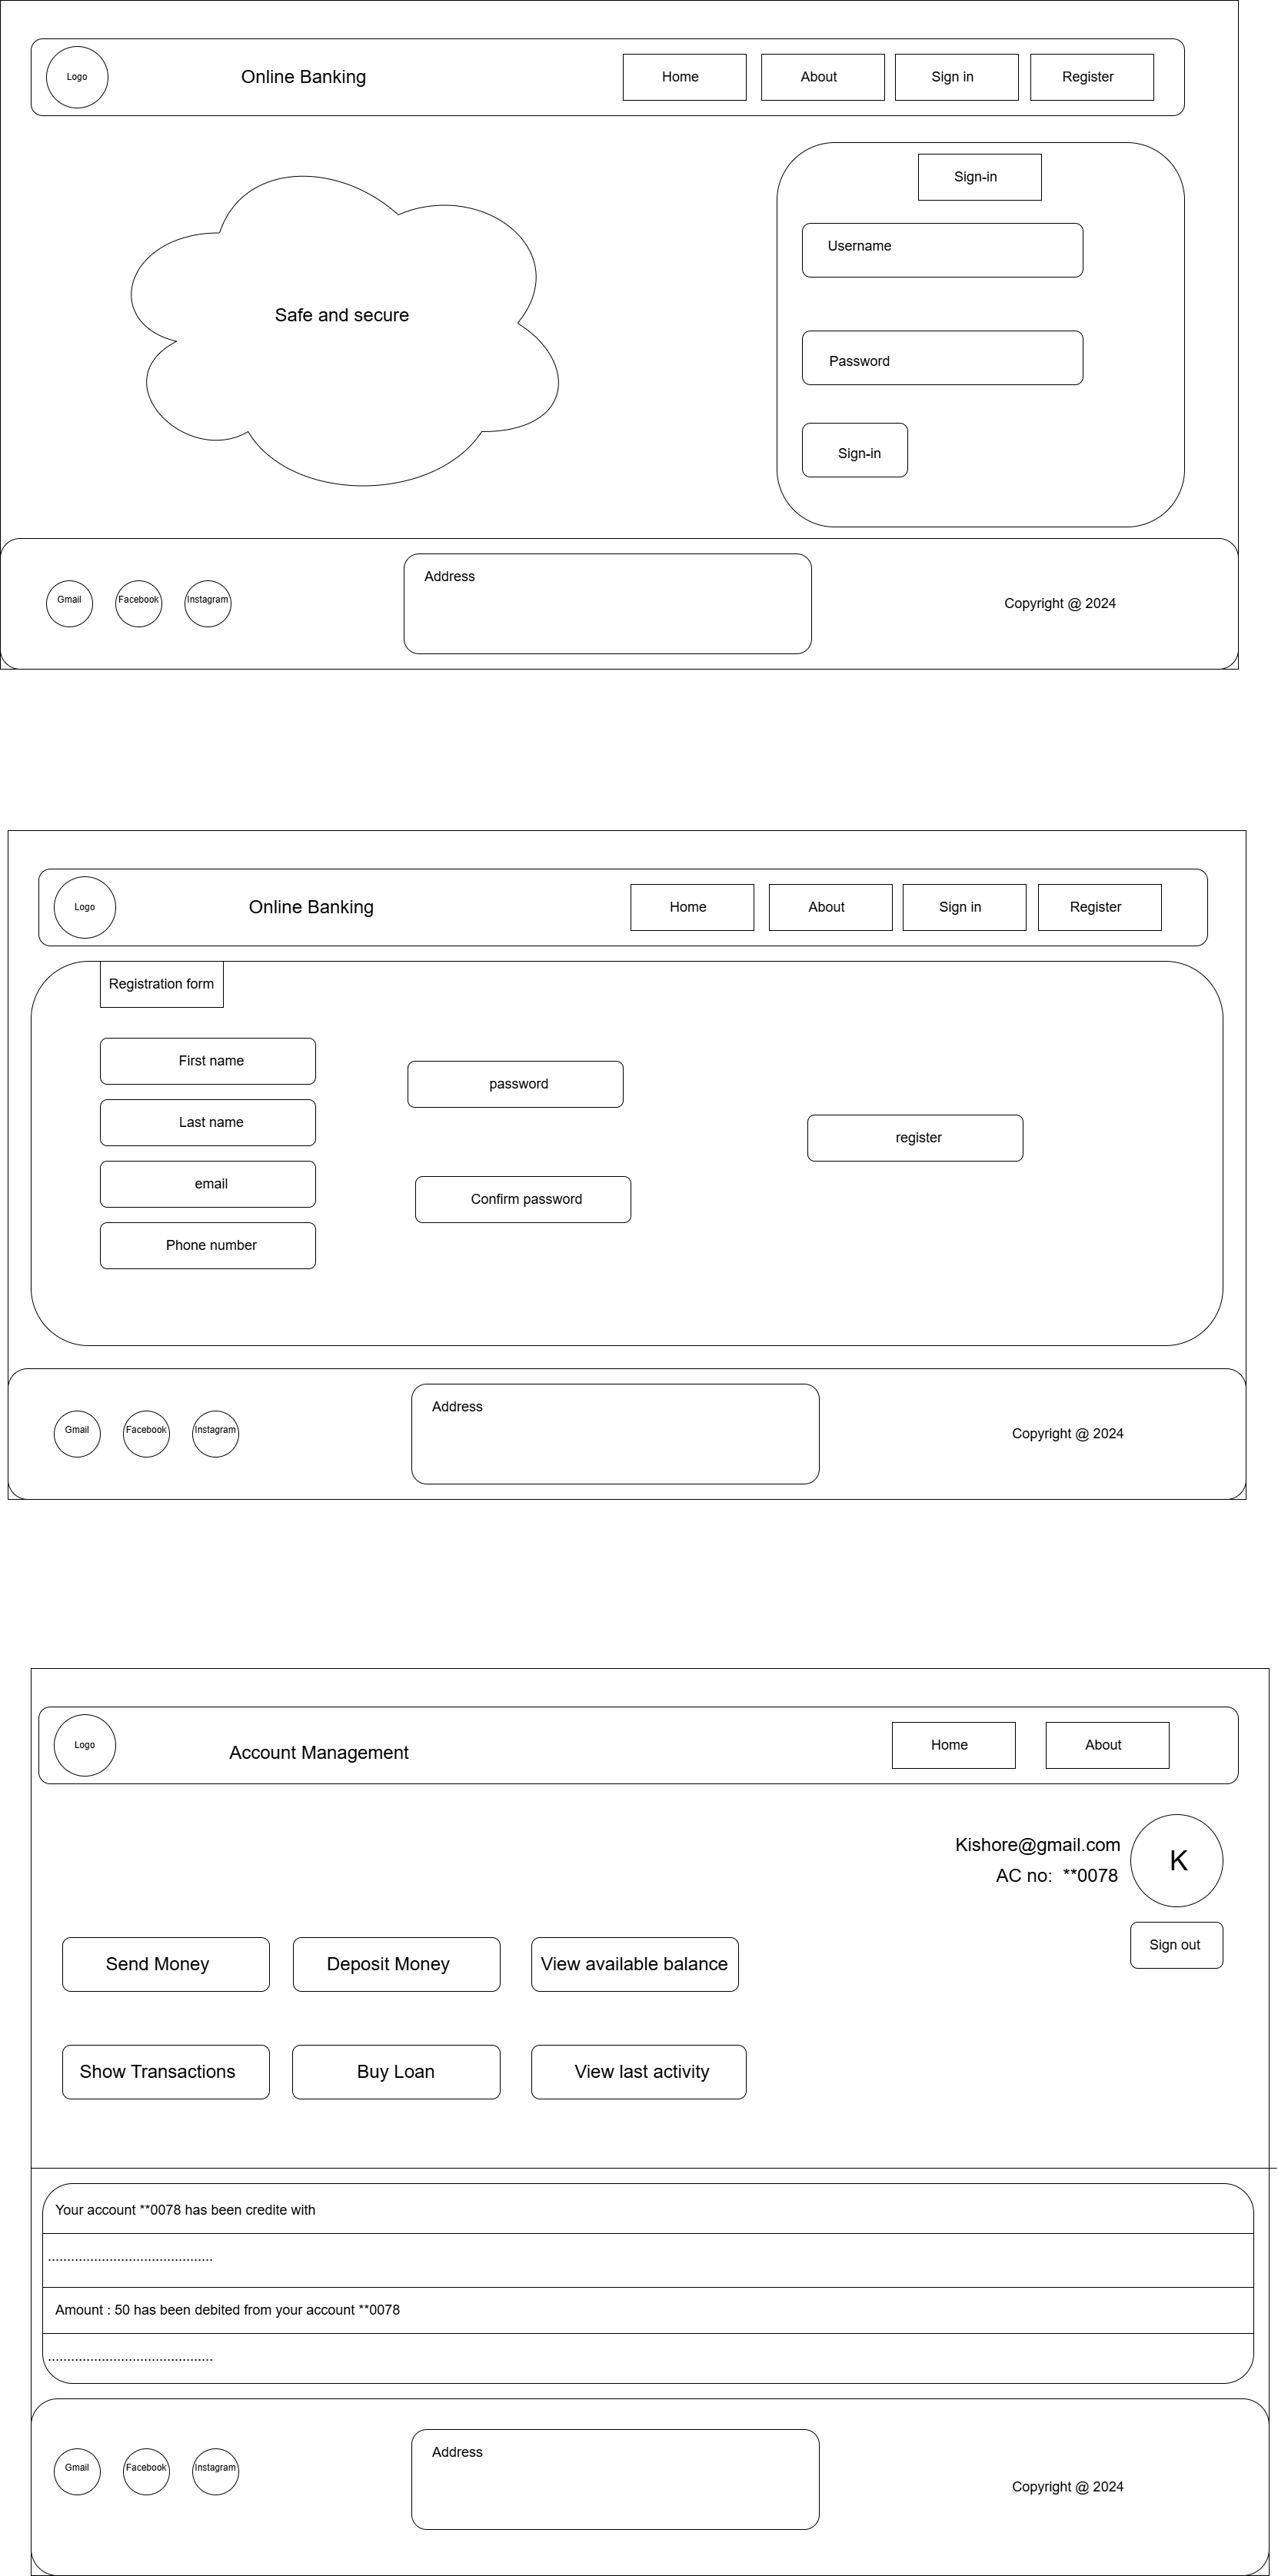 Logo
Online Banking
Home
About
Sign in
Register
Sign-in
Username
Safe and secure
Password
Sign-in
Gmail
Facebook
Instagram
Address
Copyright @ 2024
Logo
Online Banking
Home
About
Sign in
Register
Registration form
First name
password
Last name
register
email
Confirm password
Phone number
Gmail
Facebook
Instagram
Address
Copyright @ 2024
Logo
Account Management
Home
About
Kishore@gmail.com
K
AC no:  **0078
Sign out
Send Money
Deposit Money
View available balance
Show Transactions
Buy Loan
View last activity
Your account **0078 has been credite with
...........................................
Amount : 50 has been debited from your account **0078
...........................................
Gmail
Facebook
Instagram
Address
Copyright @ 2024